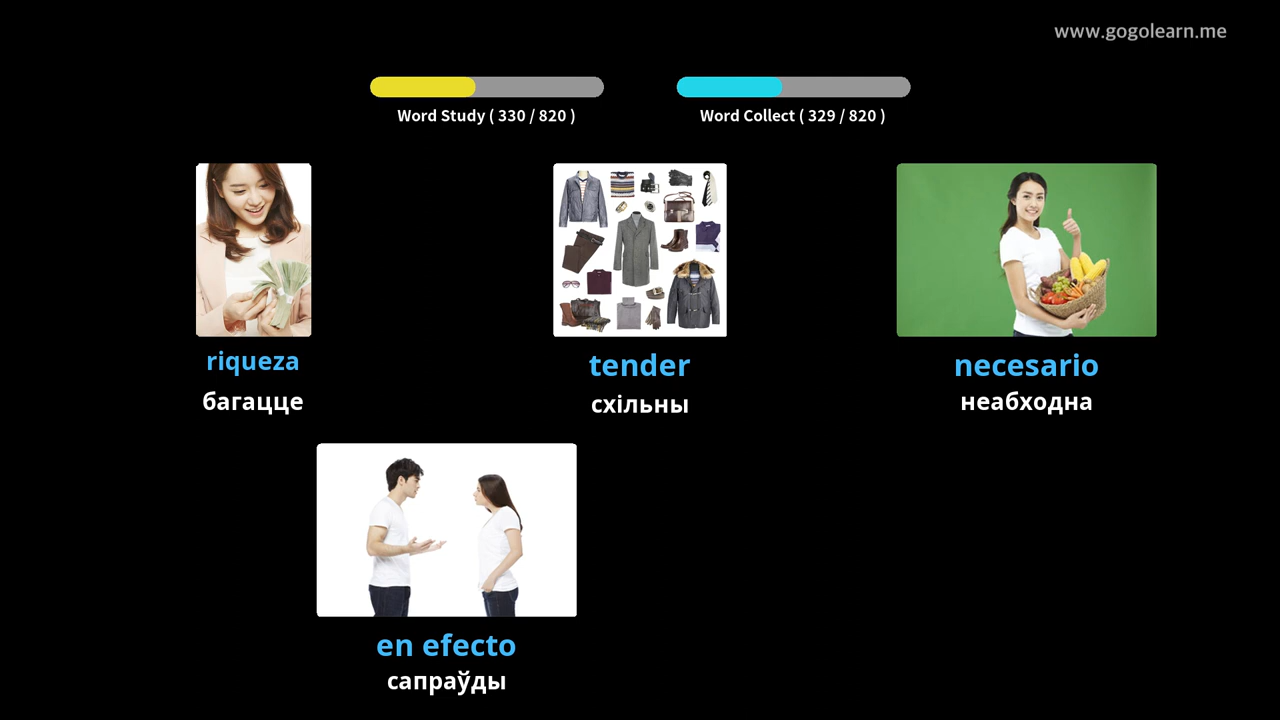 www.gogolearn.me
Word Study ( 330 / 820 )
Word Collect ( 329 / 820 )
riqueza
багацце
tender
схільны
necesario
неабходна
en efecto
сапраўды